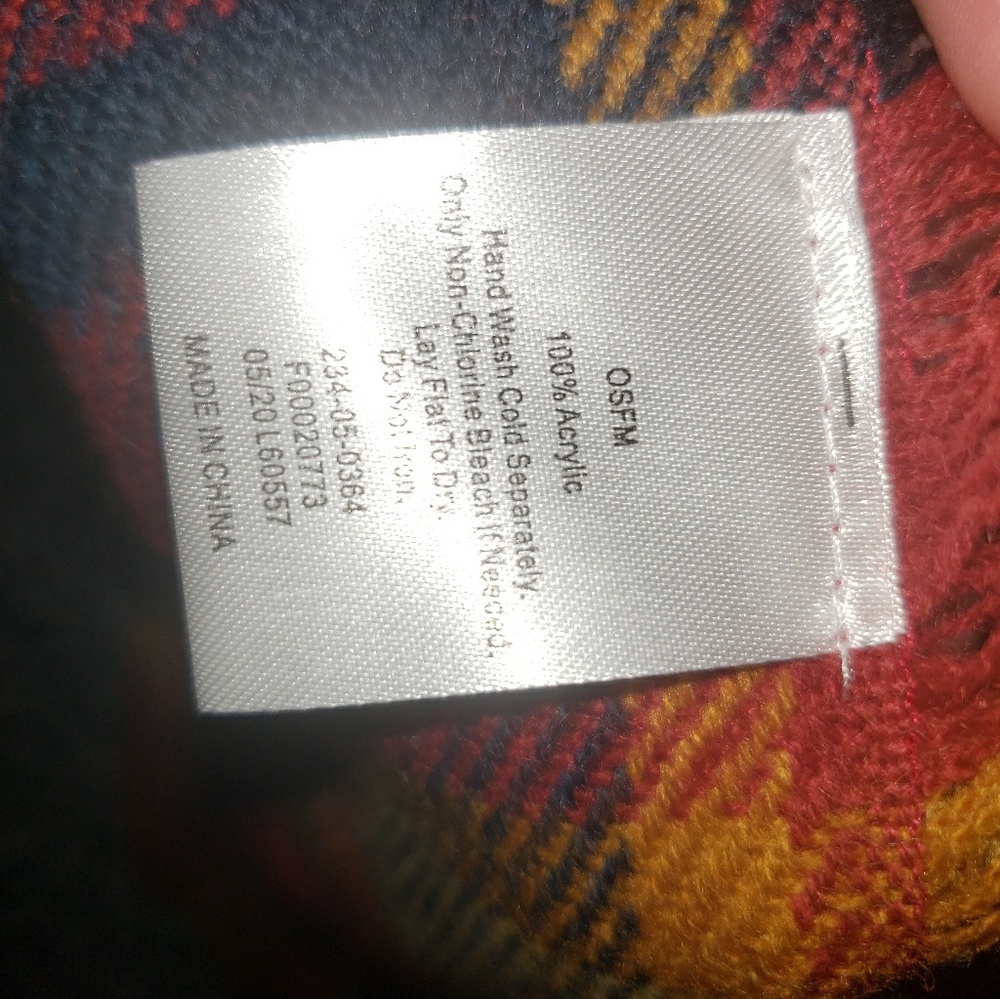 OSFM
100% Acrylic
Hand Wash Cold Separately.
Only Non-Chlorine Bleach If Needed.
Lay Flat To Dry.
Do Not Iron.
234-05-0364
F00020773
05/20 L60557
MADE IN CHINA